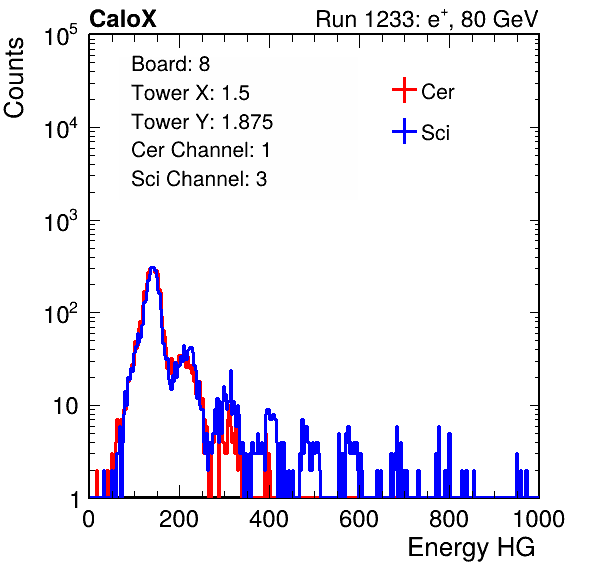 CaloX Run 1233: e⁺, 80 GeV
Counts
10⁵
10⁴
10³
10²
10
1
Board: 8
Tower X: 1.5
Tower Y: 1.875
Cer Channel: 1
Sci Channel: 3
Cer
Sci
0 200 400 600 800 1000
Energy HG